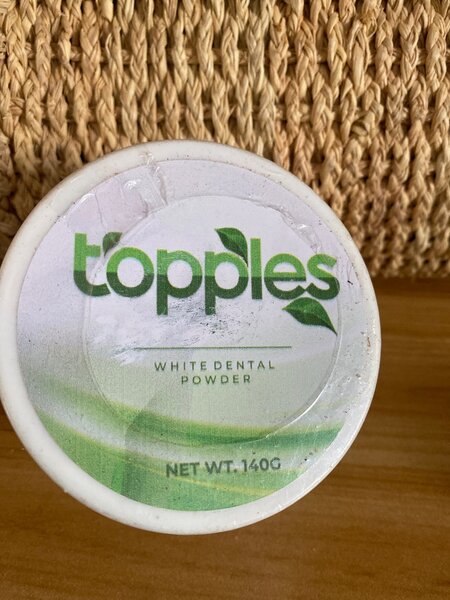 topples
WHITE DENTAL
POWDER
NET WT. 140G